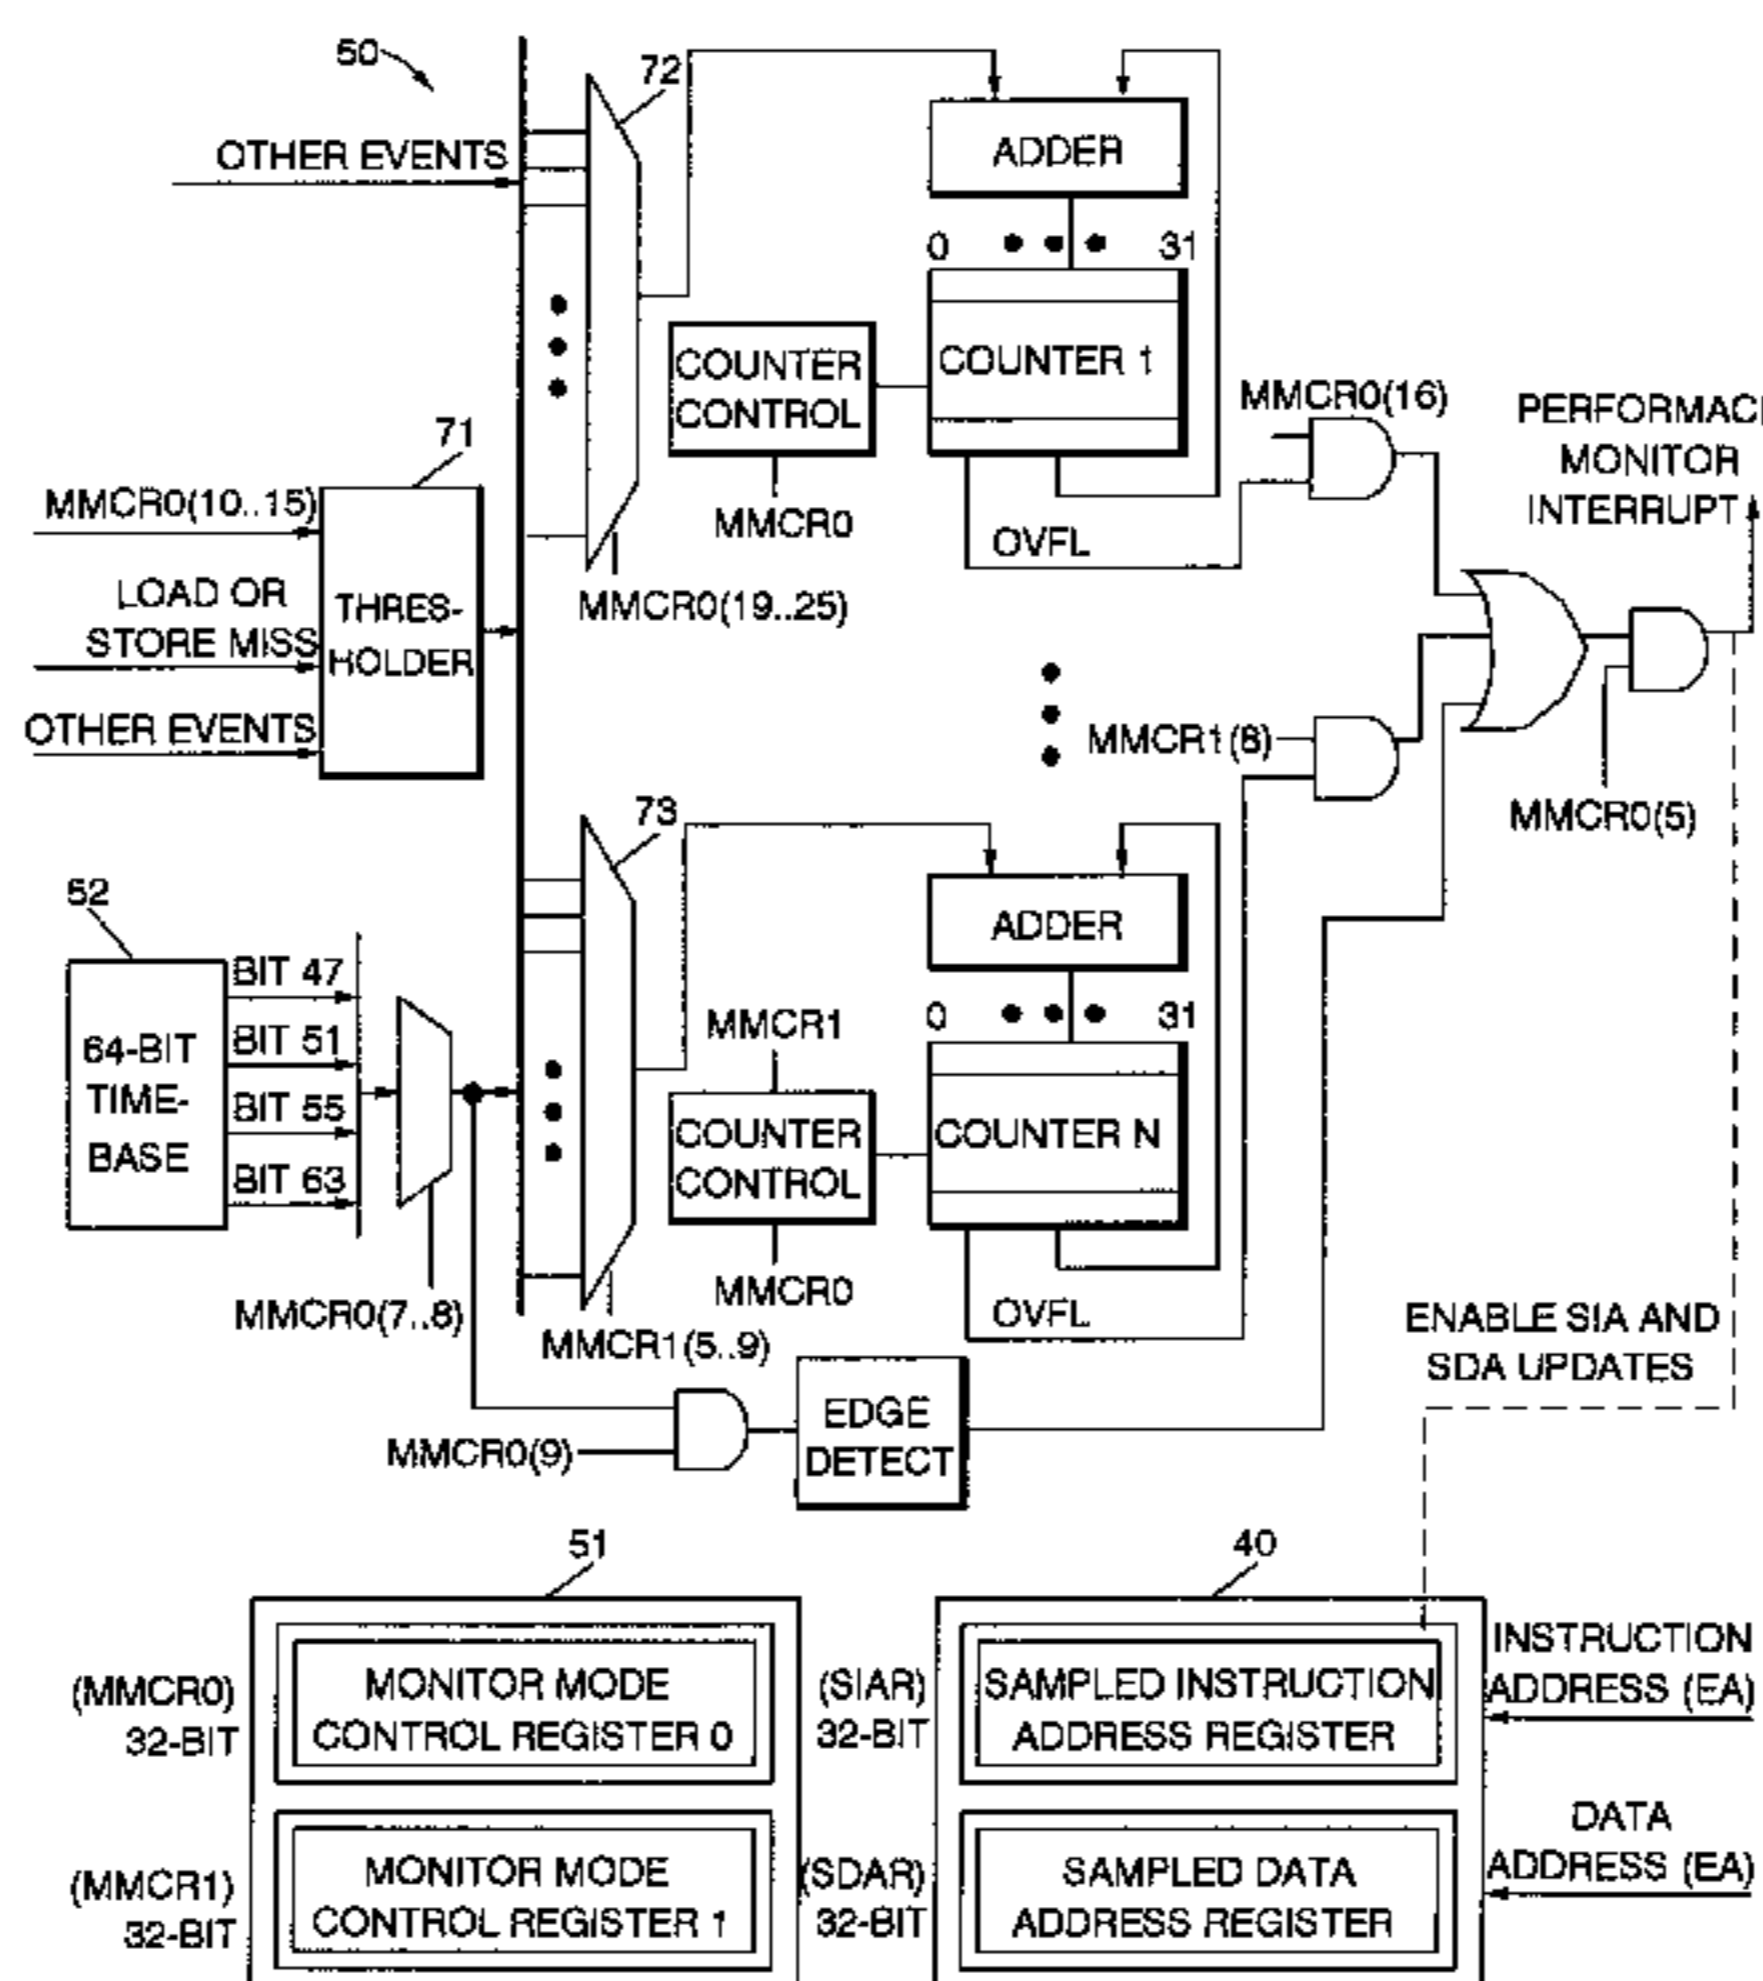 50
72
OTHER EVENTS
ADDER
0 31
COUNTER 1
COUNTER
CONTROL
MMCR0
OVFL
MMCR0(16)
PERFORMAC
MONITOR
INTERRUPT
71
MMCR0(10..15)
LOAD OR
STORE MISS
OTHER EVENTS
THRES-
HOLDER
MMCR0(19..25)
MMCR1(6)
MMCR0(5)
73
52
64-BIT
TIME-
BASE
BIT 47
BIT 51
BIT 55
BIT 63
MMCR0(7..8)
ADDER
0 31
MMCR1
COUNTER
CONTROL
MMCR0
COUNTER N
OVFL
MMCR1(5..9)
MMCR0(9)
EDGE
DETECT
ENABLE SIA AND
SDA UPDATES
51
40
(MMCR0)
32-BIT
MONITOR MODE
CONTROL REGISTER 0
(SIAR)
32-BIT
SAMPLED INSTRUCTION
ADDRESS REGISTER
INSTRUCTION
ADDRESS (EA)
(MMCR1)
32-BIT
MONITOR MODE
CONTROL REGISTER 1
(SDAR)
32-BIT
SAMPLED DATA
ADDRESS REGISTER
DATA
ADDRESS (EA)